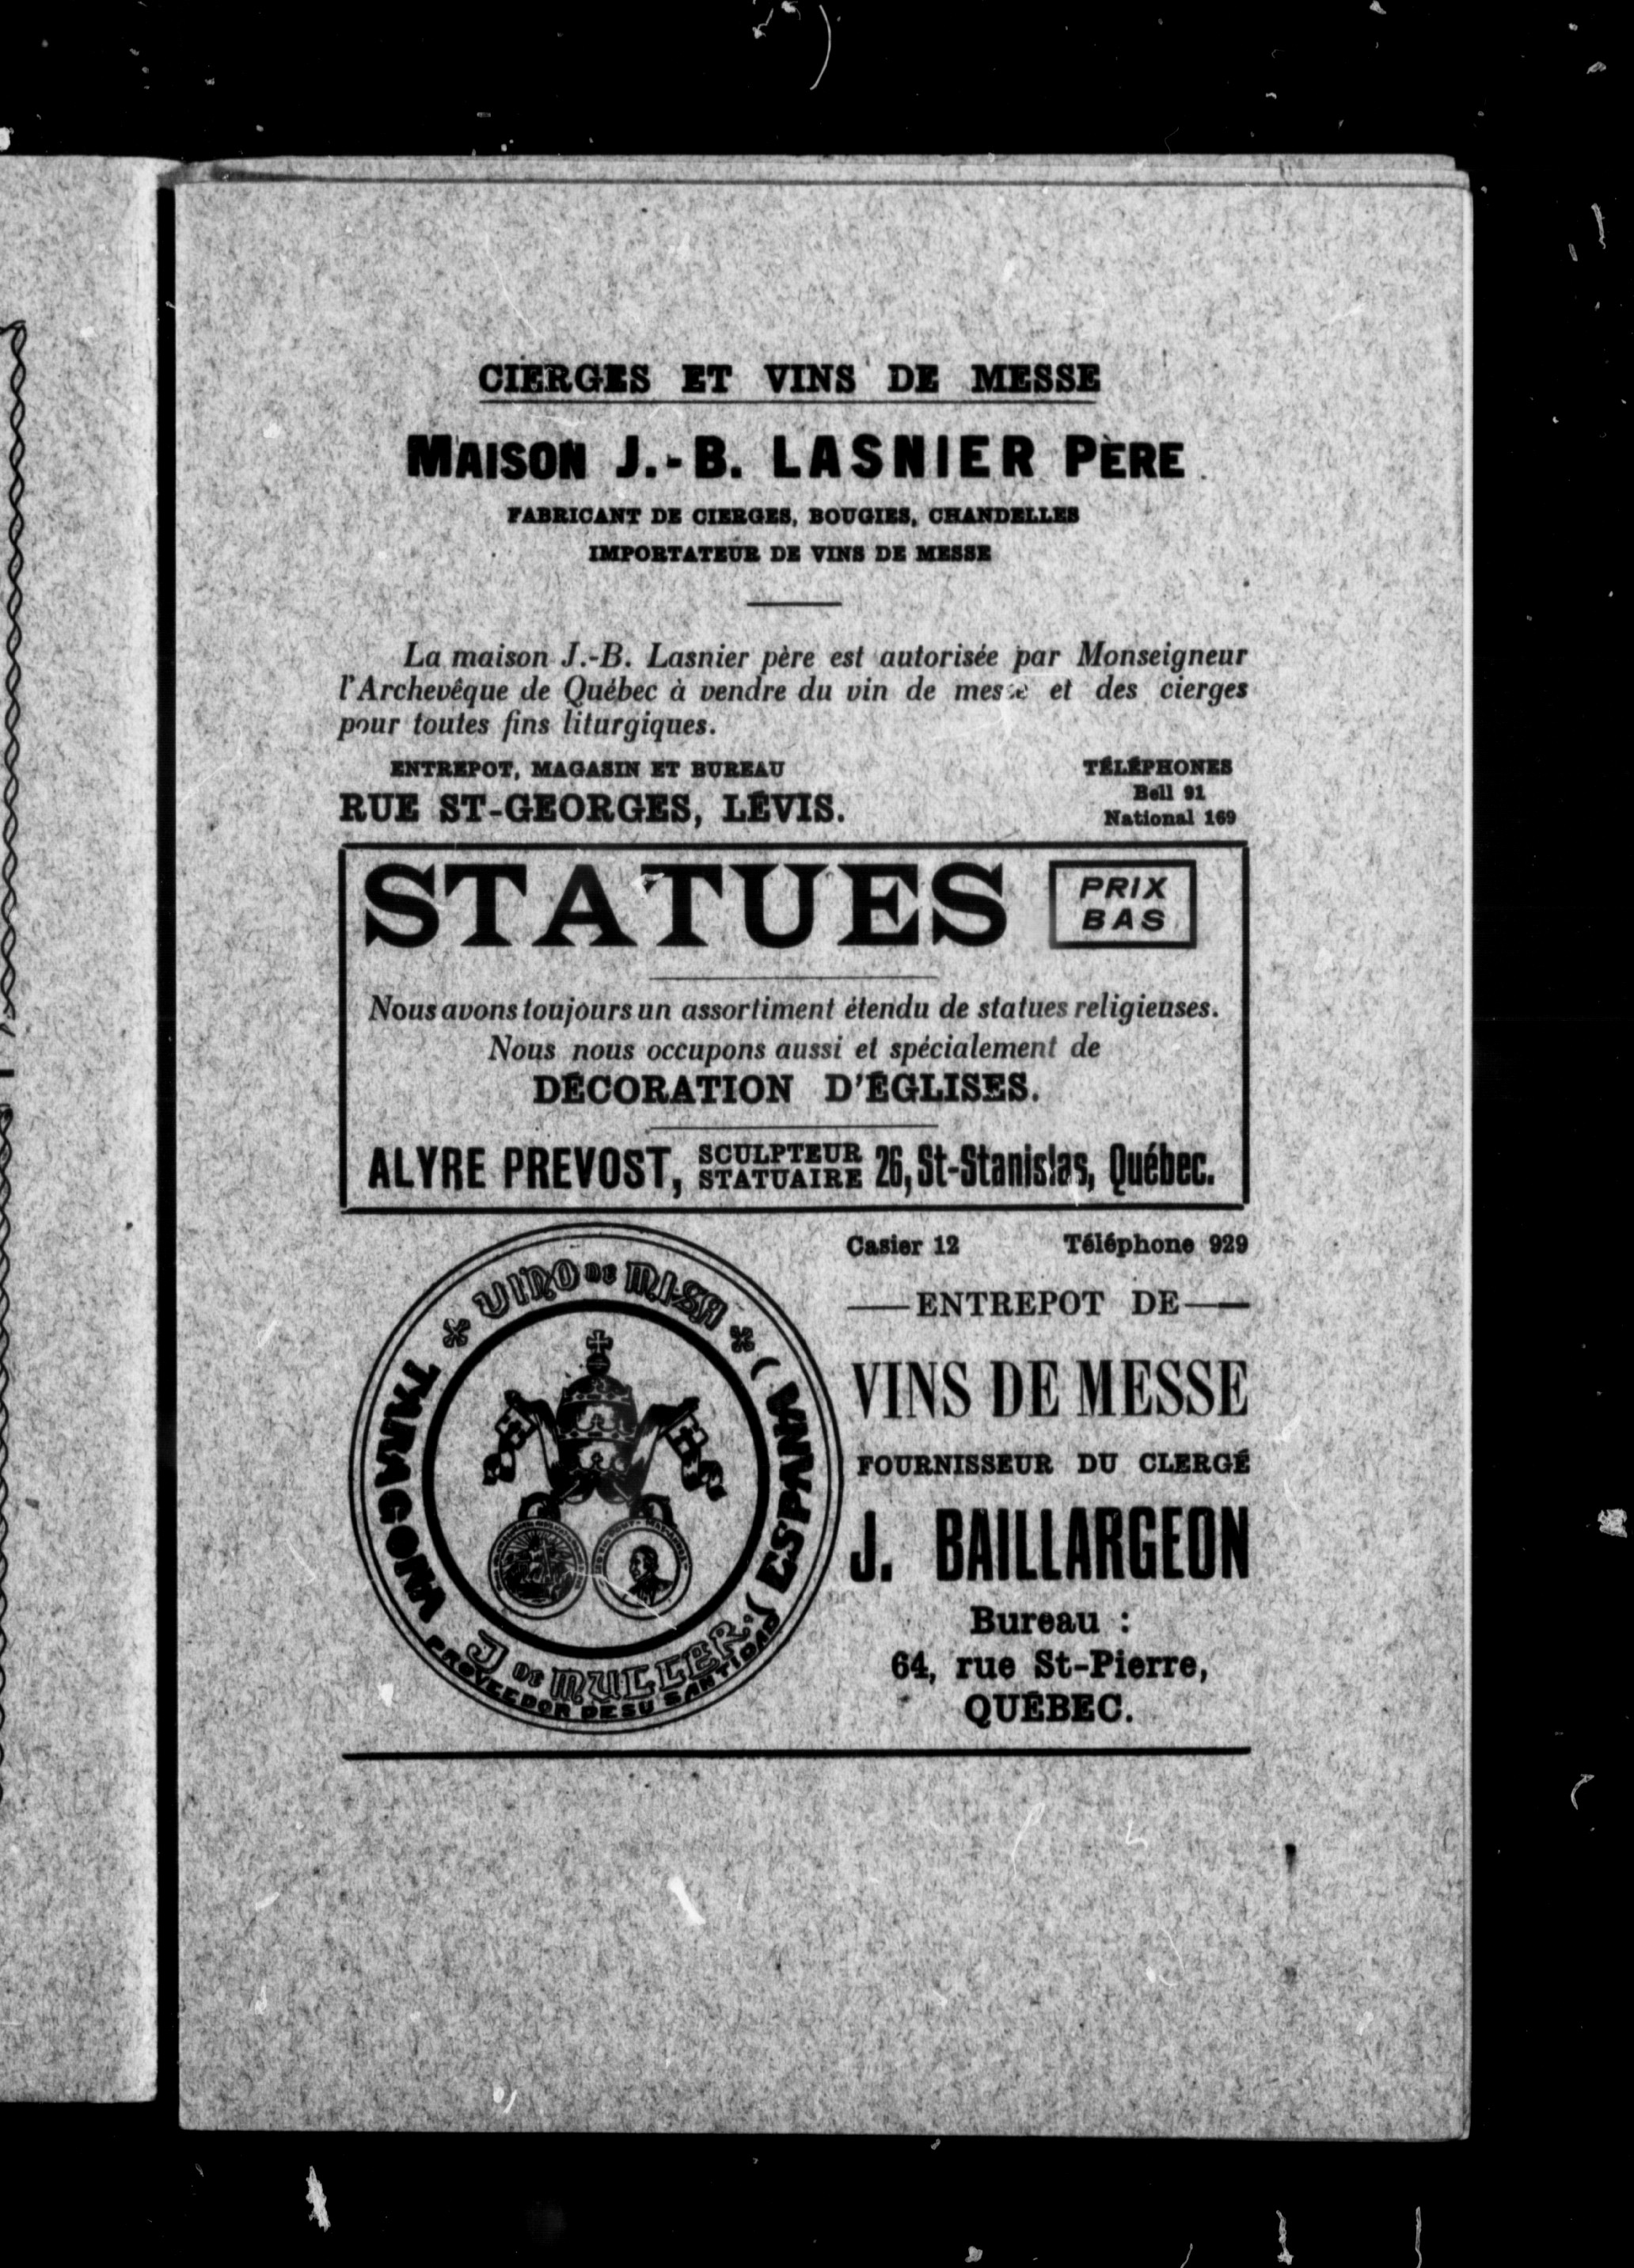 CIERGES ET VINS DE MESSE
MAISON J.-B. LASNIER PÈRE
FABRICANT DE CIERGES, BOUGIES, CHANDELLES
IMPORTATEUR DE VINS DE MESSE
La maison J.-B. Lasnier père est autorisée par Monseigneur
l'Archevêque de Québec à vendre du vin de messe et des cierges
pour toutes fins liturgiques.
ENTREPOT, MAGASIN ET BUREAU
RUE ST-GEORGES, LÉVIS.
TÉLÉPHONES
Bell 91
National 169
STATUES
PRIX
BAS
Nous avons toujours un assortiment étendu de statues religieuses.
Nous nous occupons aussi et spécialement de
DÉCORATION D'ÉGLISES.
ALYRE PREVOST, SCULPTEUR STATUAIRE 26, St-Stanislas, Québec.
VINO DE MISA
TARAGONA
(ESPAÑA)
J DE MULLER,
PROVEEDOR DE SU SANTIDAD
Casier 12 Téléphone 929
—ENTREPOT DE—
VINS DE MESSE
FOURNISSEUR DU CLERGÉ
J. BAILLARGEON
Bureau :
64, rue St-Pierre,
QUÉBEC.